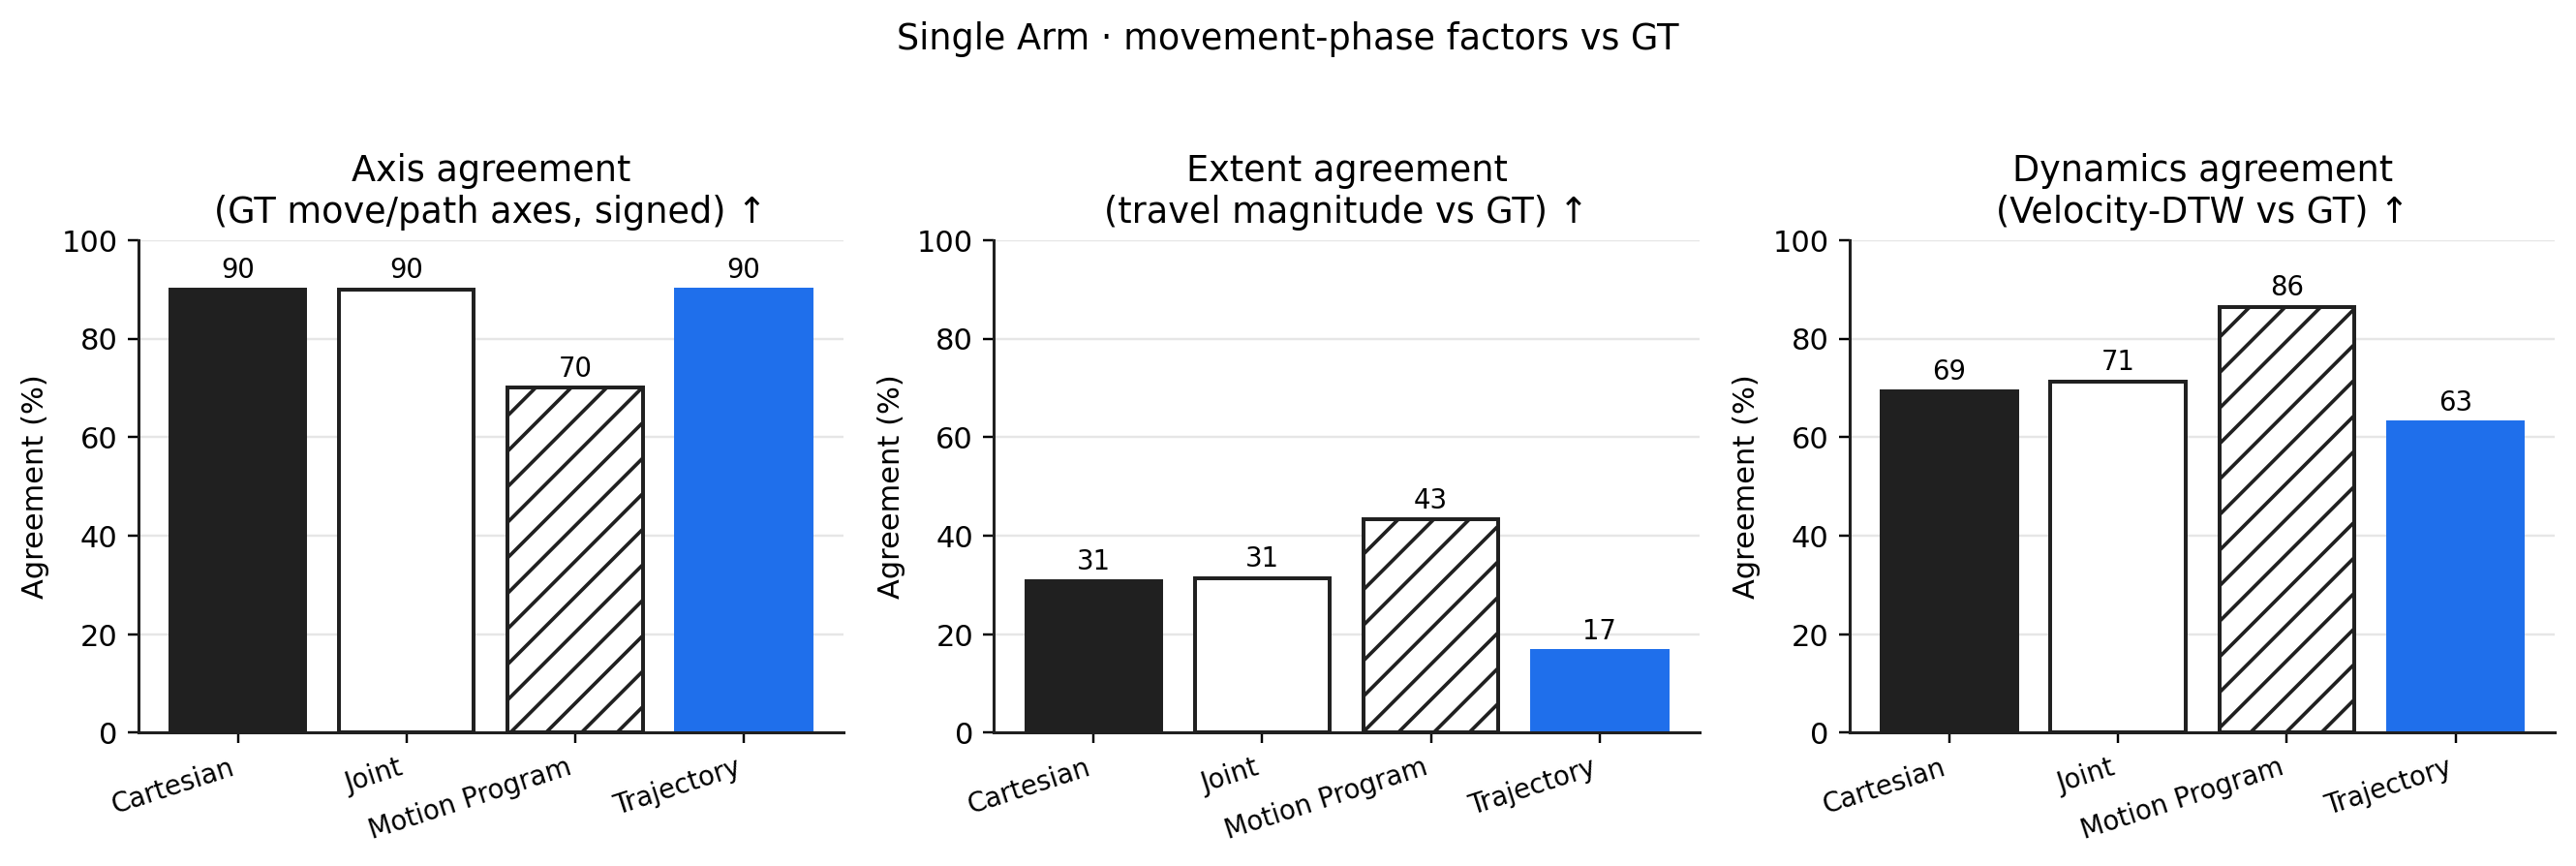 Single Arm · movement-phase factors vs GT
Axis agreement
(GT move/path axes, signed) ↑
Agreement (%)
100
80
60
40
20
0
90
90
70
90
Cartesian
Joint
Motion Program
Trajectory
Extent agreement
(travel magnitude vs GT) ↑
Agreement (%)
100
80
60
40
20
0
31
31
43
17
Cartesian
Joint
Motion Program
Trajectory
Dynamics agreement
(Velocity-DTW vs GT) ↑
Agreement (%)
100
80
60
40
20
0
69
71
86
63
Cartesian
Joint
Motion Program
Trajectory